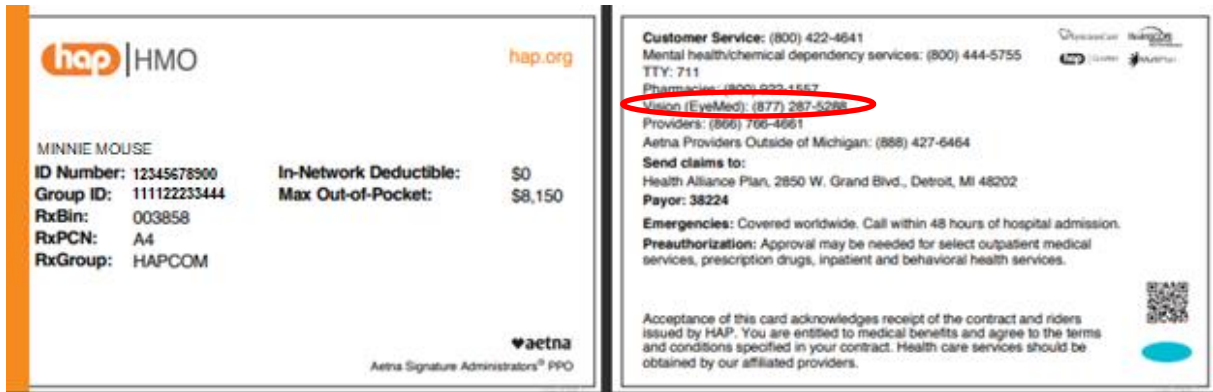 hap HMO
hap.org
MINNIE MOUSE
ID Number: 12345678900
Group ID: 111122233444
RxBin: 003858
RxPCN: A4
RxGroup: HAPCOM
In-Network Deductible: $0
Max Out-of-Pocket: $8,150
aetna
Aetna Signature Administrators® PPO
Customer Service: (800) 422-4641
Mental health/chemical dependency services: (800) 444-5755
TTY: 711
Pharmacies: (800) 922-1557
Vision (EyeMed): (877) 287-5288
Providers: (866) 766-4661
Aetna Providers Outside of Michigan: (888) 427-6464
Send claims to:
Health Alliance Plan, 2850 W. Grand Blvd., Detroit, MI 48202
Payor: 38224
Emergencies: Covered worldwide. Call within 48 hours of hospital admission.
Preauthorization: Approval may be needed for select outpatient medical
services, prescription drugs, inpatient and behavioral health services.
Acceptance of this card acknowledges receipt of the contract and riders
issued by HAP. You are entitled to medical benefits and agree to the terms
and conditions specified in your contract. Health care services should be
obtained by our affiliated providers.
hap